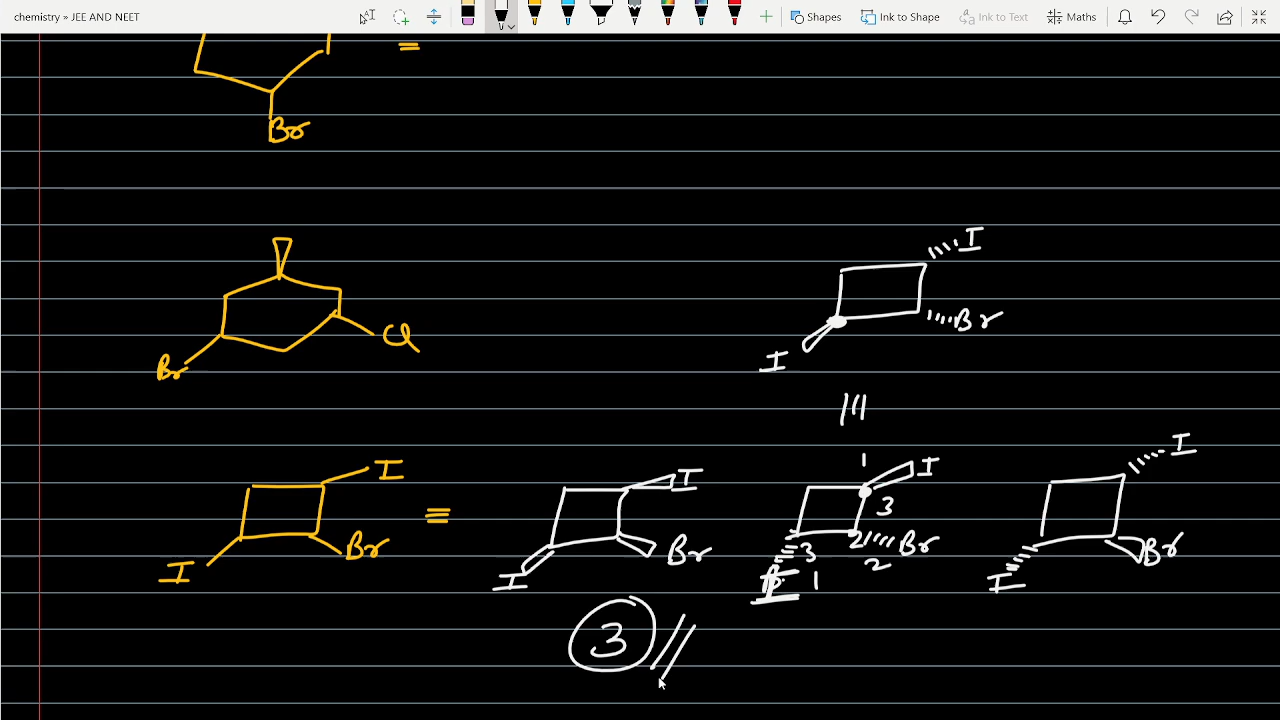 chemistry » JEE AND NEET
Shapes
Ink to Shape
Ink to Text
Maths
=
Br
I
Br
Cl
I
///
I
I
Br
≡
I
I
Br
1
I
3
3
2
Br
1
2
I
I
Br
3 //